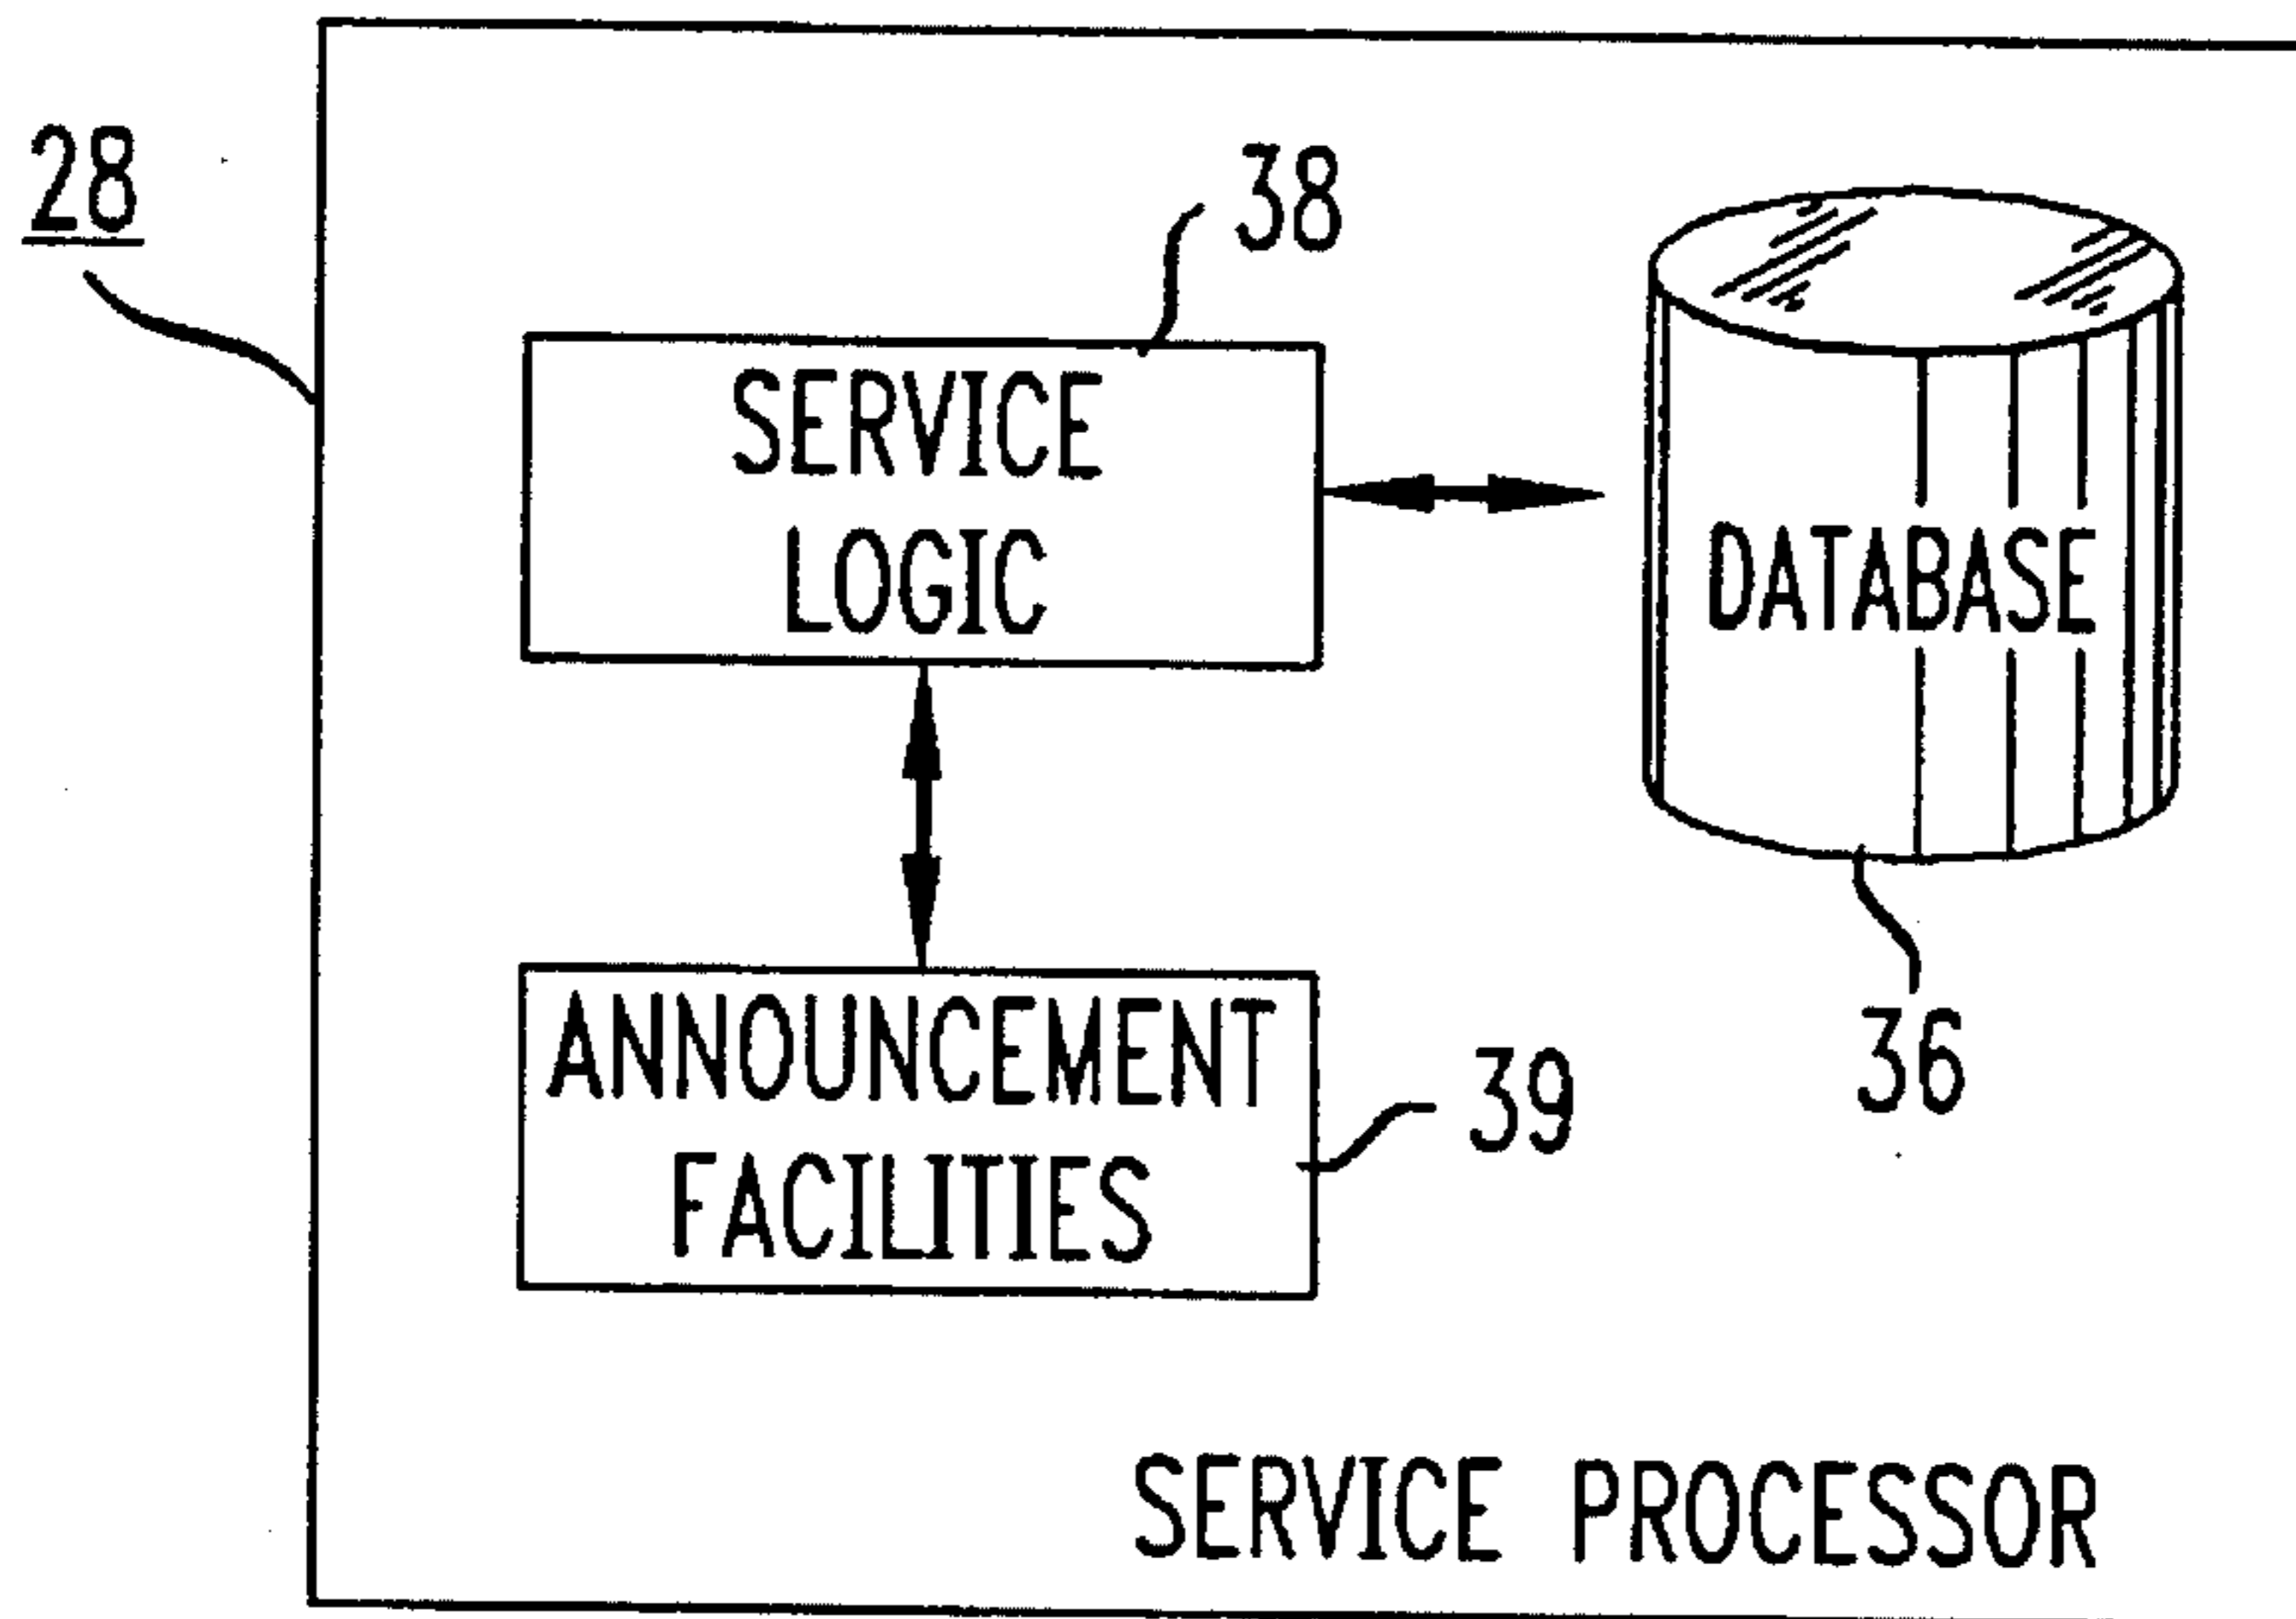 28
38
SERVICE
LOGIC
DATABASE
36
ANNOUNCEMENT
FACILITIES
39
SERVICE PROCESSOR